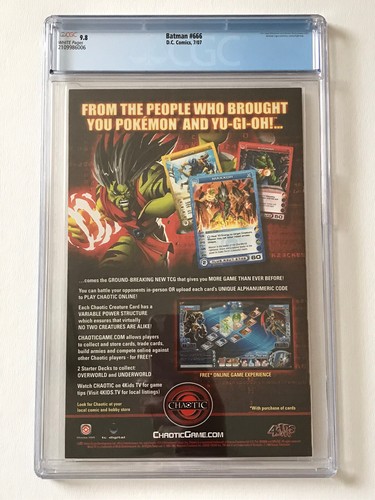 CGC 9.8 Batman #666
WHITE Pages D.C. Comics, 7/07
2109986006
CGC
FROM THE PEOPLE WHO BROUGHT
YOU POKÉMON® AND YU-GI-OH!™...
MAXXOR
60
...comes the GROUND-BREAKING NEW TCG that gives you MORE GAME THAN EVER BEFORE!
You can battle your opponents in-person OR upload each card's UNIQUE ALPHANUMERIC CODE
to PLAY CHAOTIC ONLINE!
Each Chaotic Creature Card has a
VARIABLE POWER STRUCTURE
which ensures that virtually
NO TWO CREATURES ARE ALIKE!
CHAOTICGAME.COM allows players
to collect and store cards, trade cards,
build armies and compete online against
other Chaotic players - for FREE!*
2 Starter Decks to collect:
OVERWORLD and UNDERWORLD
Watch CHAOTIC on 4Kids TV for game
tips (Visit 4KIDS.TV for local listings)
Look for Chaotic at your
local comic and hobby store
FREE* ONLINE GAME EXPERIENCE
CHAOTIC
*With purchase of cards
CHAOTICGAME.COM